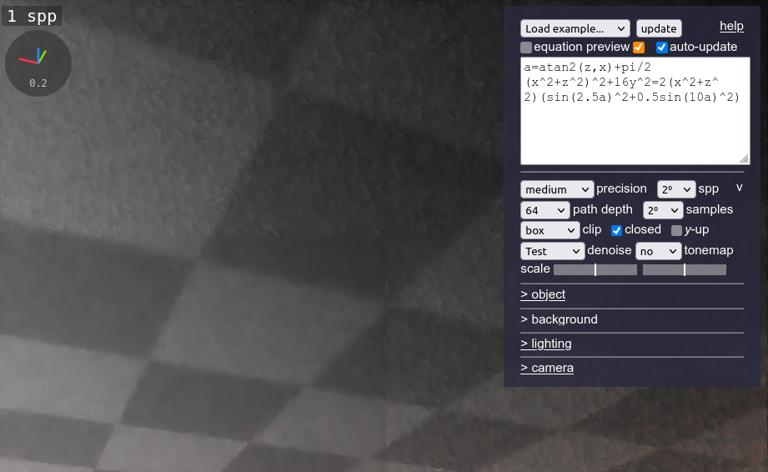 1 spp
0.2
Load example... update help
equation preview auto-update
a=atan2(z,x)+pi/2
(x^2+z^2)^2+16y^2=2(x^2+z^
2)(sin(2.5a)^2+0.5sin(10a)^2)
medium precision 2⁰ spp v
64 path depth 2⁰ samples
box clip closed y-up
Test denoise no tonemap
scale
> object
> background
> lighting
> camera